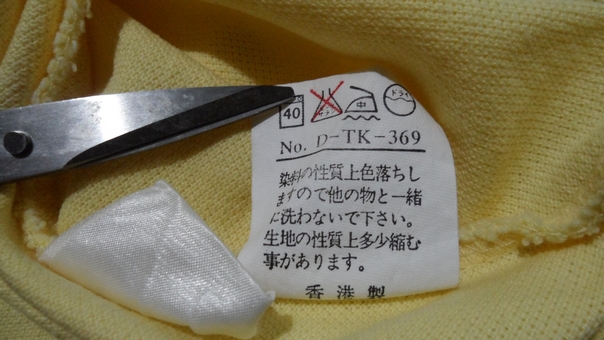 40 中 ドライ
No. D-TK-369
染料の性質上色落ちし
ますので他の物と一緒
に洗わないで下さい。
生地の性質上多少縮む
事があります。
香港製